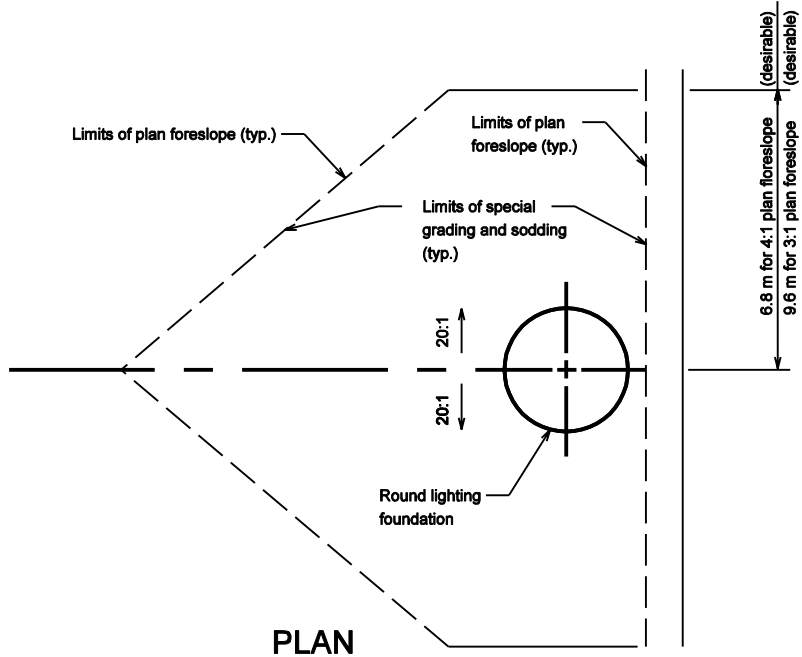 Limits of plan foreslope (typ.)
Limits of plan
foreslope (typ.)
Limits of special
grading and sodding
(typ.)
20:1
20:1
Round lighting
foundation
6.8 m for 4:1 plan floreslope (desirable)
9.6 m for 3:1 plan foreslope (desirable)
PLAN